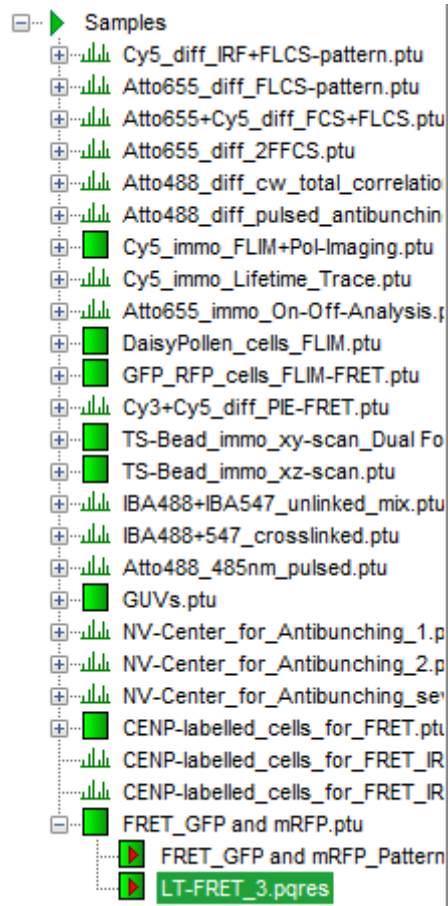 Samples
Cy5_diff_IRF+FLCS-pattern.ptu
Atto655_diff_FLCS-pattern.ptu
Atto655+Cy5_diff_FCS+FLCS.ptu
Atto655_diff_2FFCS.ptu
Atto488_diff_cw_total_correlatio
Atto488_diff_pulsed_antibunchin
Cy5_immo_FLIM+Pol-Imaging.ptu
Cy5_immo_Lifetime_Trace.ptu
Atto655_immo_On-Off-Analysis.p
DaisyPollen_cells_FLIM.ptu
GFP_RFP_cells_FLIM-FRET.ptu
Cy3+Cy5_diff_PIE-FRET.ptu
TS-Bead_immo_xy-scan_Dual Fo
TS-Bead_immo_xz-scan.ptu
IBA488+IBA547_unlinked_mix.ptu
IBA488+547_crosslinked.ptu
Atto488_485nm_pulsed.ptu
GUVs.ptu
NV-Center_for_Antibunching_1.p
NV-Center_for_Antibunching_2.p
NV-Center_for_Antibunching_sev
CENP-labelled_cells_for_FRET.ptu
CENP-labelled_cells_for_FRET_IR
CENP-labelled_cells_for_FRET_IR
FRET_GFP and mRFP.ptu
FRET_GFP and mRFP_Pattern
LT-FRET_3.pqres